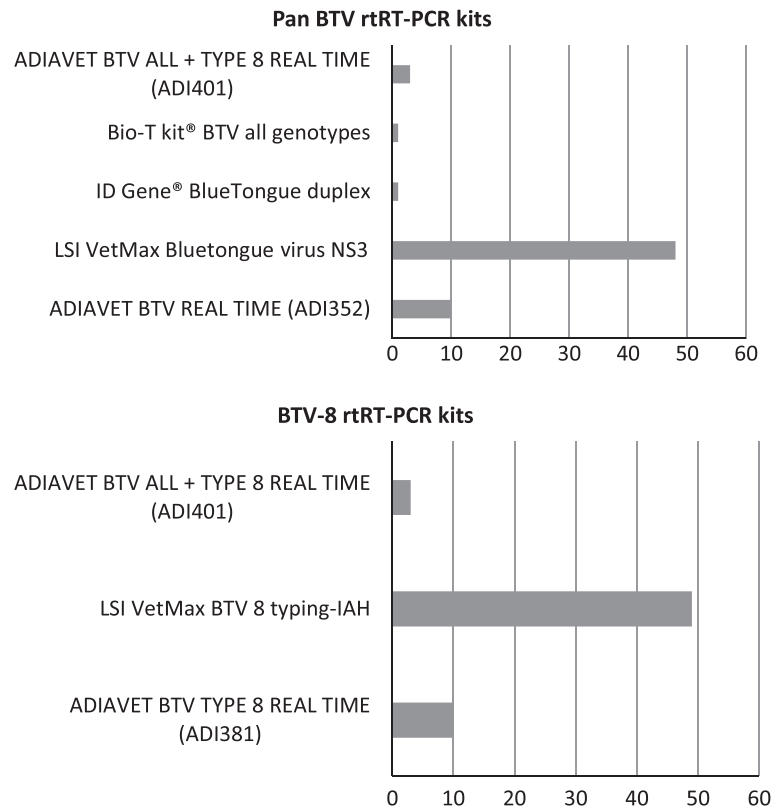 Pan BTV rtRT-PCR kits
ADIAVET BTV ALL + TYPE 8 REAL TIME
(ADI401)
Bio-T kit® BTV all genotypes
ID Gene® BlueTongue duplex
LSI VetMax Bluetongue virus NS3
ADIAVET BTV REAL TIME (ADI352)
0 10 20 30 40 50 60
BTV-8 rtRT-PCR kits
ADIAVET BTV ALL + TYPE 8 REAL TIME
(ADI401)
LSI VetMax BTV 8 typing-IAH
ADIAVET BTV TYPE 8 REAL TIME
(ADI381)
0 10 20 30 40 50 60